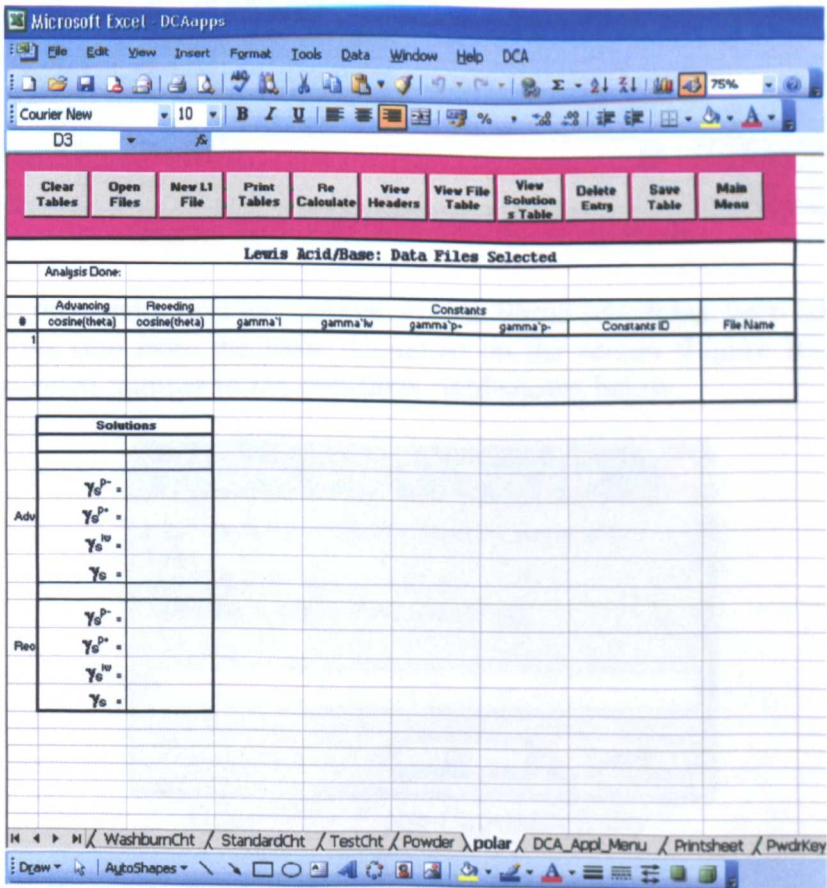 Microsoft Excel - DCAapps
File Edit View Insert Format Tools Data Window Help DCA
75%
Courier New 10 B I U
D3 fx
Clear Tables Open Files New L1 File Print Tables Re Calculate View Headers View File Table View Solution s Table Delete Entry Save Table Main Menu
Lewis Acid/Base: Data Files Selected
Analysis Done:
Advancing Receding Constants
# cosine(theta) cosine(theta) gamma`l gamma`lw gamma`p+ gamma`p- Constants ID File Name
1
Solutions
γs^p- =
Adv γs^p+ =
γs^lw =
γs =
γs^p- =
Rec γs^p+ =
γs^lw =
γs =
WashburnCht / StandardCht / TestCht / Powder \ polar / DCA_Appl_Menu / Printsheet / PwdrKey
Draw AutoShapes